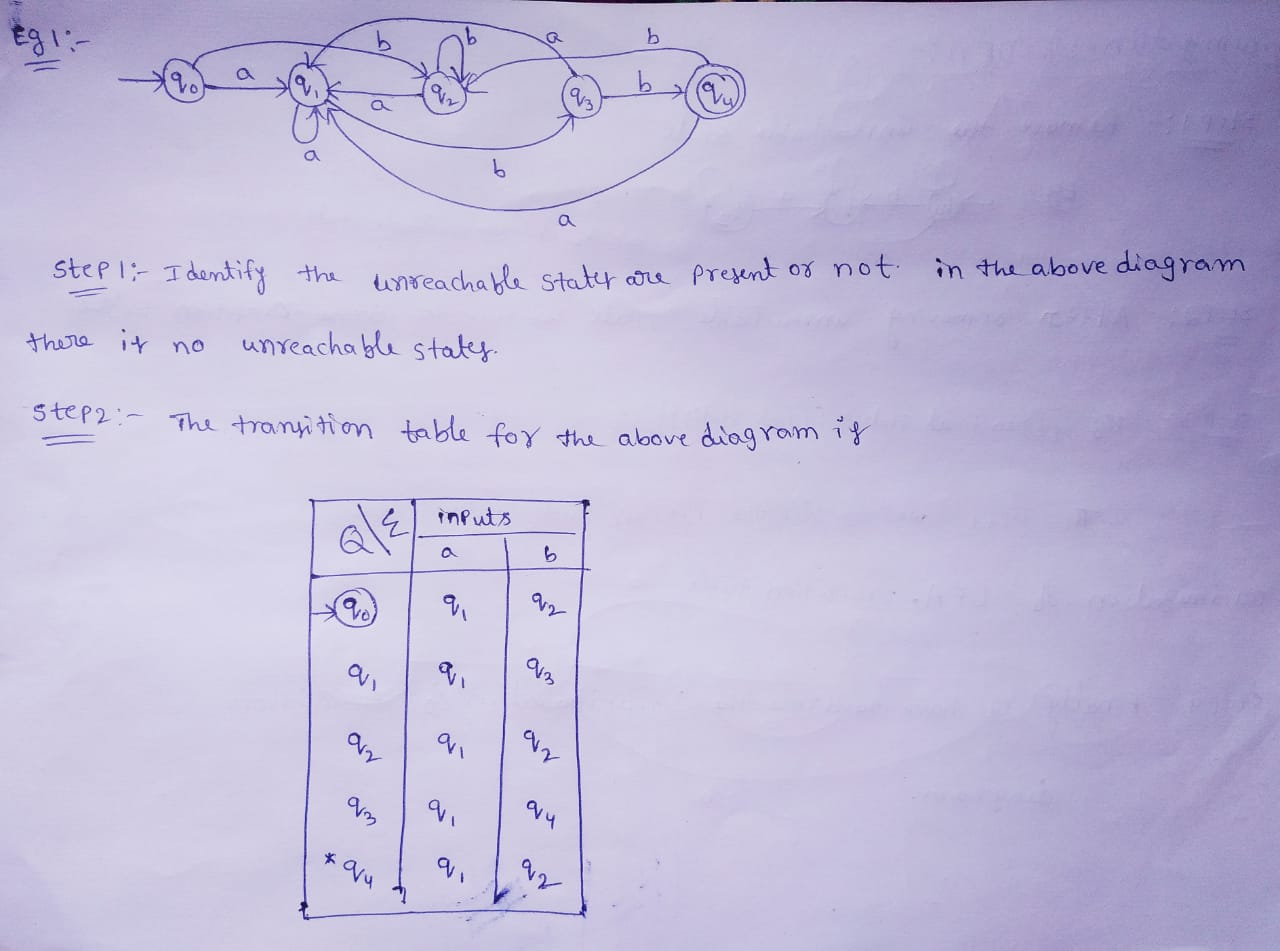 Eg 1:-
b b a b
q0 a q1 a q2 q3 b q4
a
b
a
Step 1:- Identify the unreachable states are present or not. in the above diagram
there is no unreachable states.
Step2:- The transition table for the above diagram is
Q\Σ inputs
a b
→q0 q1 q2
q1 q1 q3
q2 q1 q2
q3 q1 q4
*q4 q1 q2